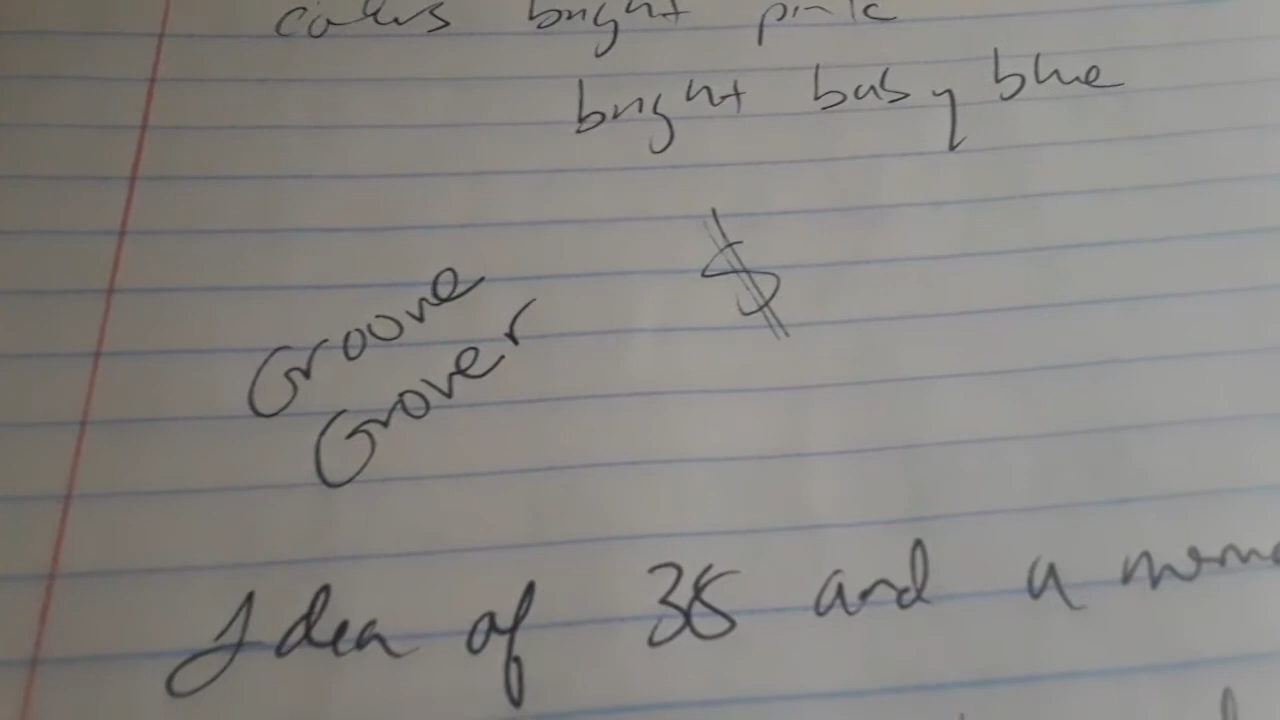 colors bright pink
bright busy blue
$
Groove
Grover
Idea of 38 and a